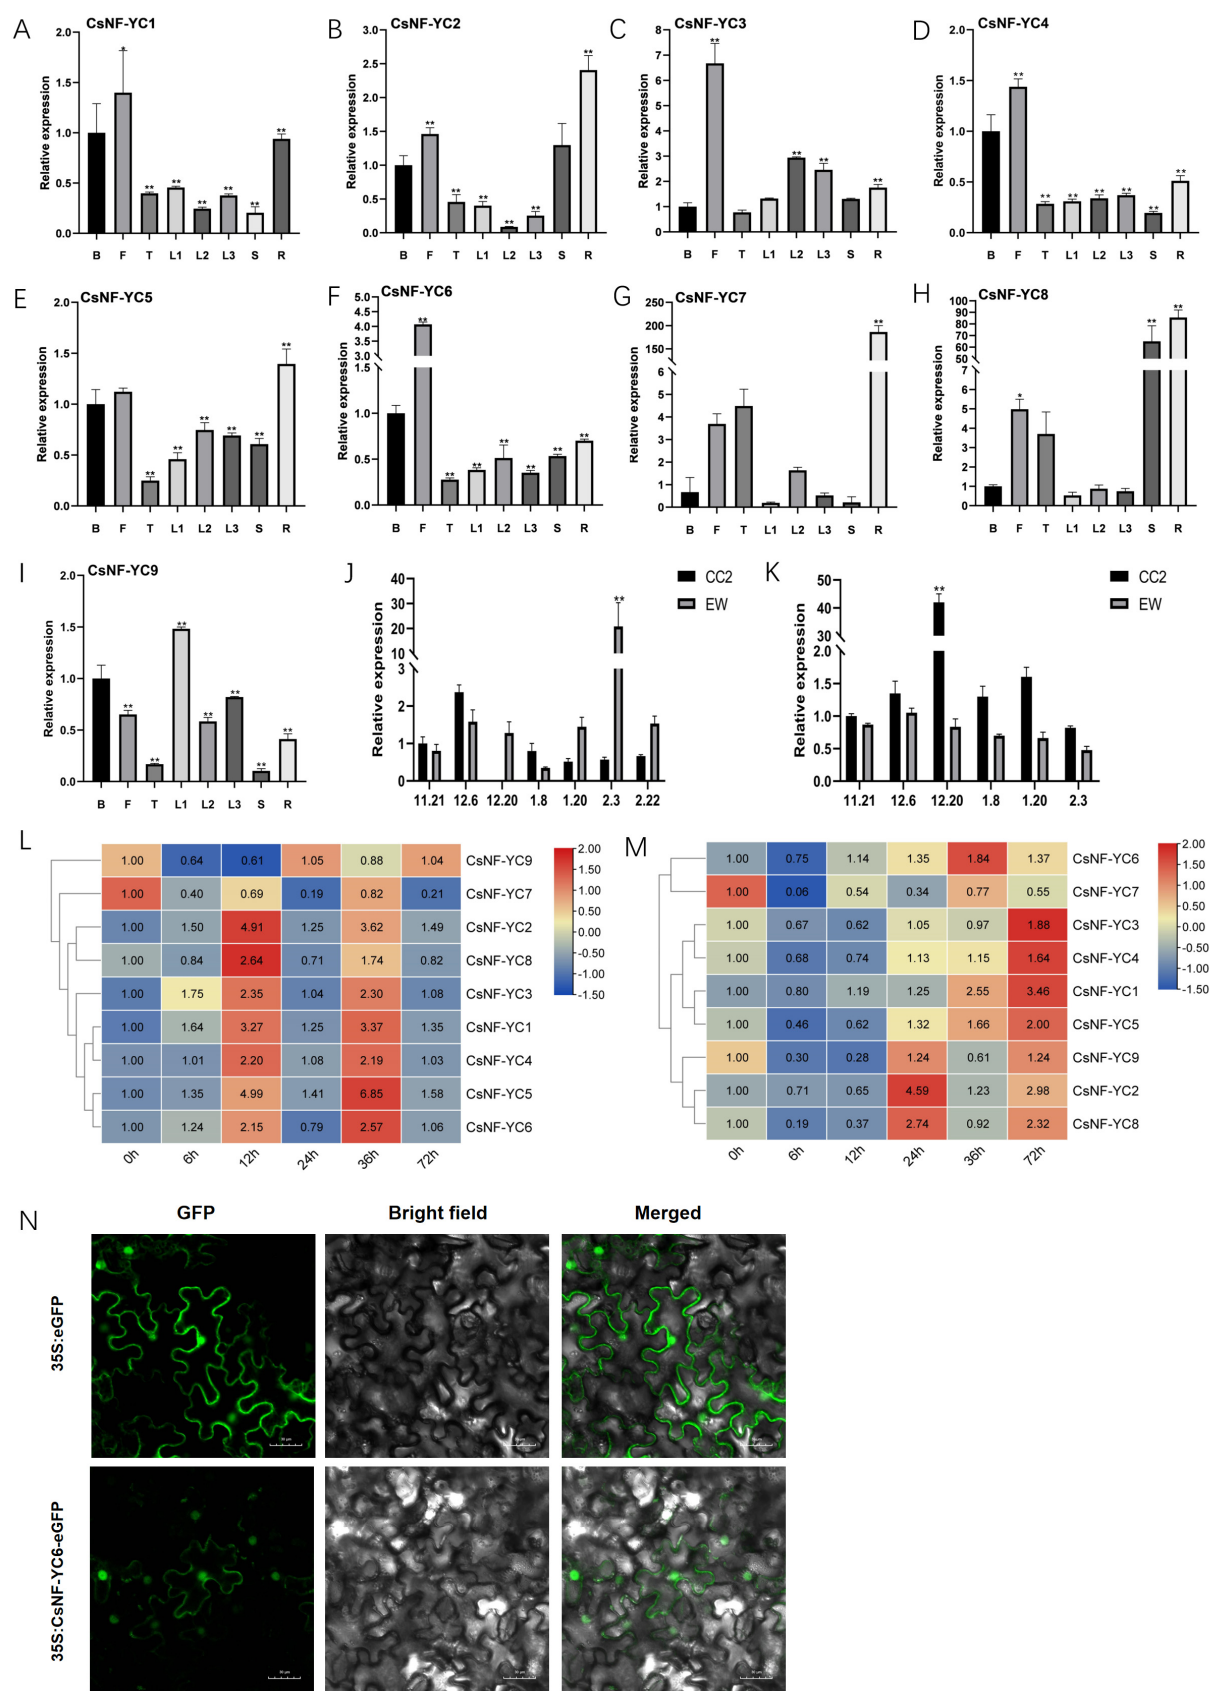 A CsNF-YC1
Relative expression
2.0
1.5
1.0
0.5
0.0
*
** ** ** ** ** **
B F T L1 L2 L3 S R
B CsNF-YC2
Relative expression
3.0
2.5
2.0
1.5
1.0
0.5
0.0
** ** ** ** ** **
B F T L1 L2 L3 S R
C CsNF-YC3
Relative expression
8
7
6
5
4
3
2
1
0
** ** ** **
B F T L1 L2 L3 S R
D CsNF-YC4
Relative expression
2.0
1.5
1.0
0.5
0.0
** ** ** ** ** ** **
B F T L1 L2 L3 S R
E CsNF-YC5
Relative expression
2.0
1.5
1.0
0.5
0.0
** ** ** ** ** **
B F T L1 L2 L3 S R
F CsNF-YC6
Relative expression
5.0
4.5
4.0
3.5
3.0
1.5
1.0
0.5
0.0
** ** ** ** ** ** **
B F T L1 L2 L3 S R
G CsNF-YC7
Relative expression
250
200
150
6
5
4
3
2
1
0
**
B F T L1 L2 L3 S R
H CsNF-YC8
Relative expression
100
90
80
70
60
50
7
6
5
4
3
2
1
0
* ** **
B F T L1 L2 L3 S R
I CsNF-YC9
Relative expression
2.0
1.5
1.0
0.5
0.0
** ** ** ** ** ** **
B F T L1 L2 L3 S R
J
Relative expression
40
30
20
10
3
2
1
0
**
11.21 12.6 12.20 1.8 1.20 2.3 2.22
CC2
EW
K
Relative expression
50
40
30
2.0
1.5
1.0
0.5
0.0
**
11.21 12.6 12.20 1.8 1.20 2.3
CC2
EW
L
1.00 0.64 0.61 1.05 0.88 1.04 CsNF-YC9
1.00 0.40 0.69 0.19 0.82 0.21 CsNF-YC7
1.00 1.50 4.91 1.25 3.62 1.49 CsNF-YC2
1.00 0.84 2.64 0.71 1.74 0.82 CsNF-YC8
1.00 1.75 2.35 1.04 2.30 1.08 CsNF-YC3
1.00 1.64 3.27 1.25 3.37 1.35 CsNF-YC1
1.00 1.01 2.20 1.08 2.19 1.03 CsNF-YC4
1.00 1.35 4.99 1.41 6.85 1.58 CsNF-YC5
1.00 1.24 2.15 0.79 2.57 1.06 CsNF-YC6
0h 6h 12h 24h 36h 72h
2.00
1.50
1.00
0.50
0.00
-0.50
-1.00
-1.50
M
1.00 0.75 1.14 1.35 1.84 1.37 CsNF-YC6
1.00 0.06 0.54 0.34 0.77 0.55 CsNF-YC7
1.00 0.67 0.62 1.05 0.97 1.88 CsNF-YC3
1.00 0.68 0.74 1.13 1.15 1.64 CsNF-YC4
1.00 0.80 1.19 1.25 2.55 3.46 CsNF-YC1
1.00 0.46 0.62 1.32 1.66 2.00 CsNF-YC5
1.00 0.30 0.28 1.24 0.61 1.24 CsNF-YC9
1.00 0.71 0.65 4.59 1.23 2.98 CsNF-YC2
1.00 0.19 0.37 2.74 0.92 2.32 CsNF-YC8
0h 6h 12h 24h 36h 72h
2.00
1.50
1.00
0.50
0.00
-0.50
-1.00
-1.50
N
GFP Bright field Merged
35S:eGFP
35S:CsNF-YC6-eGFP